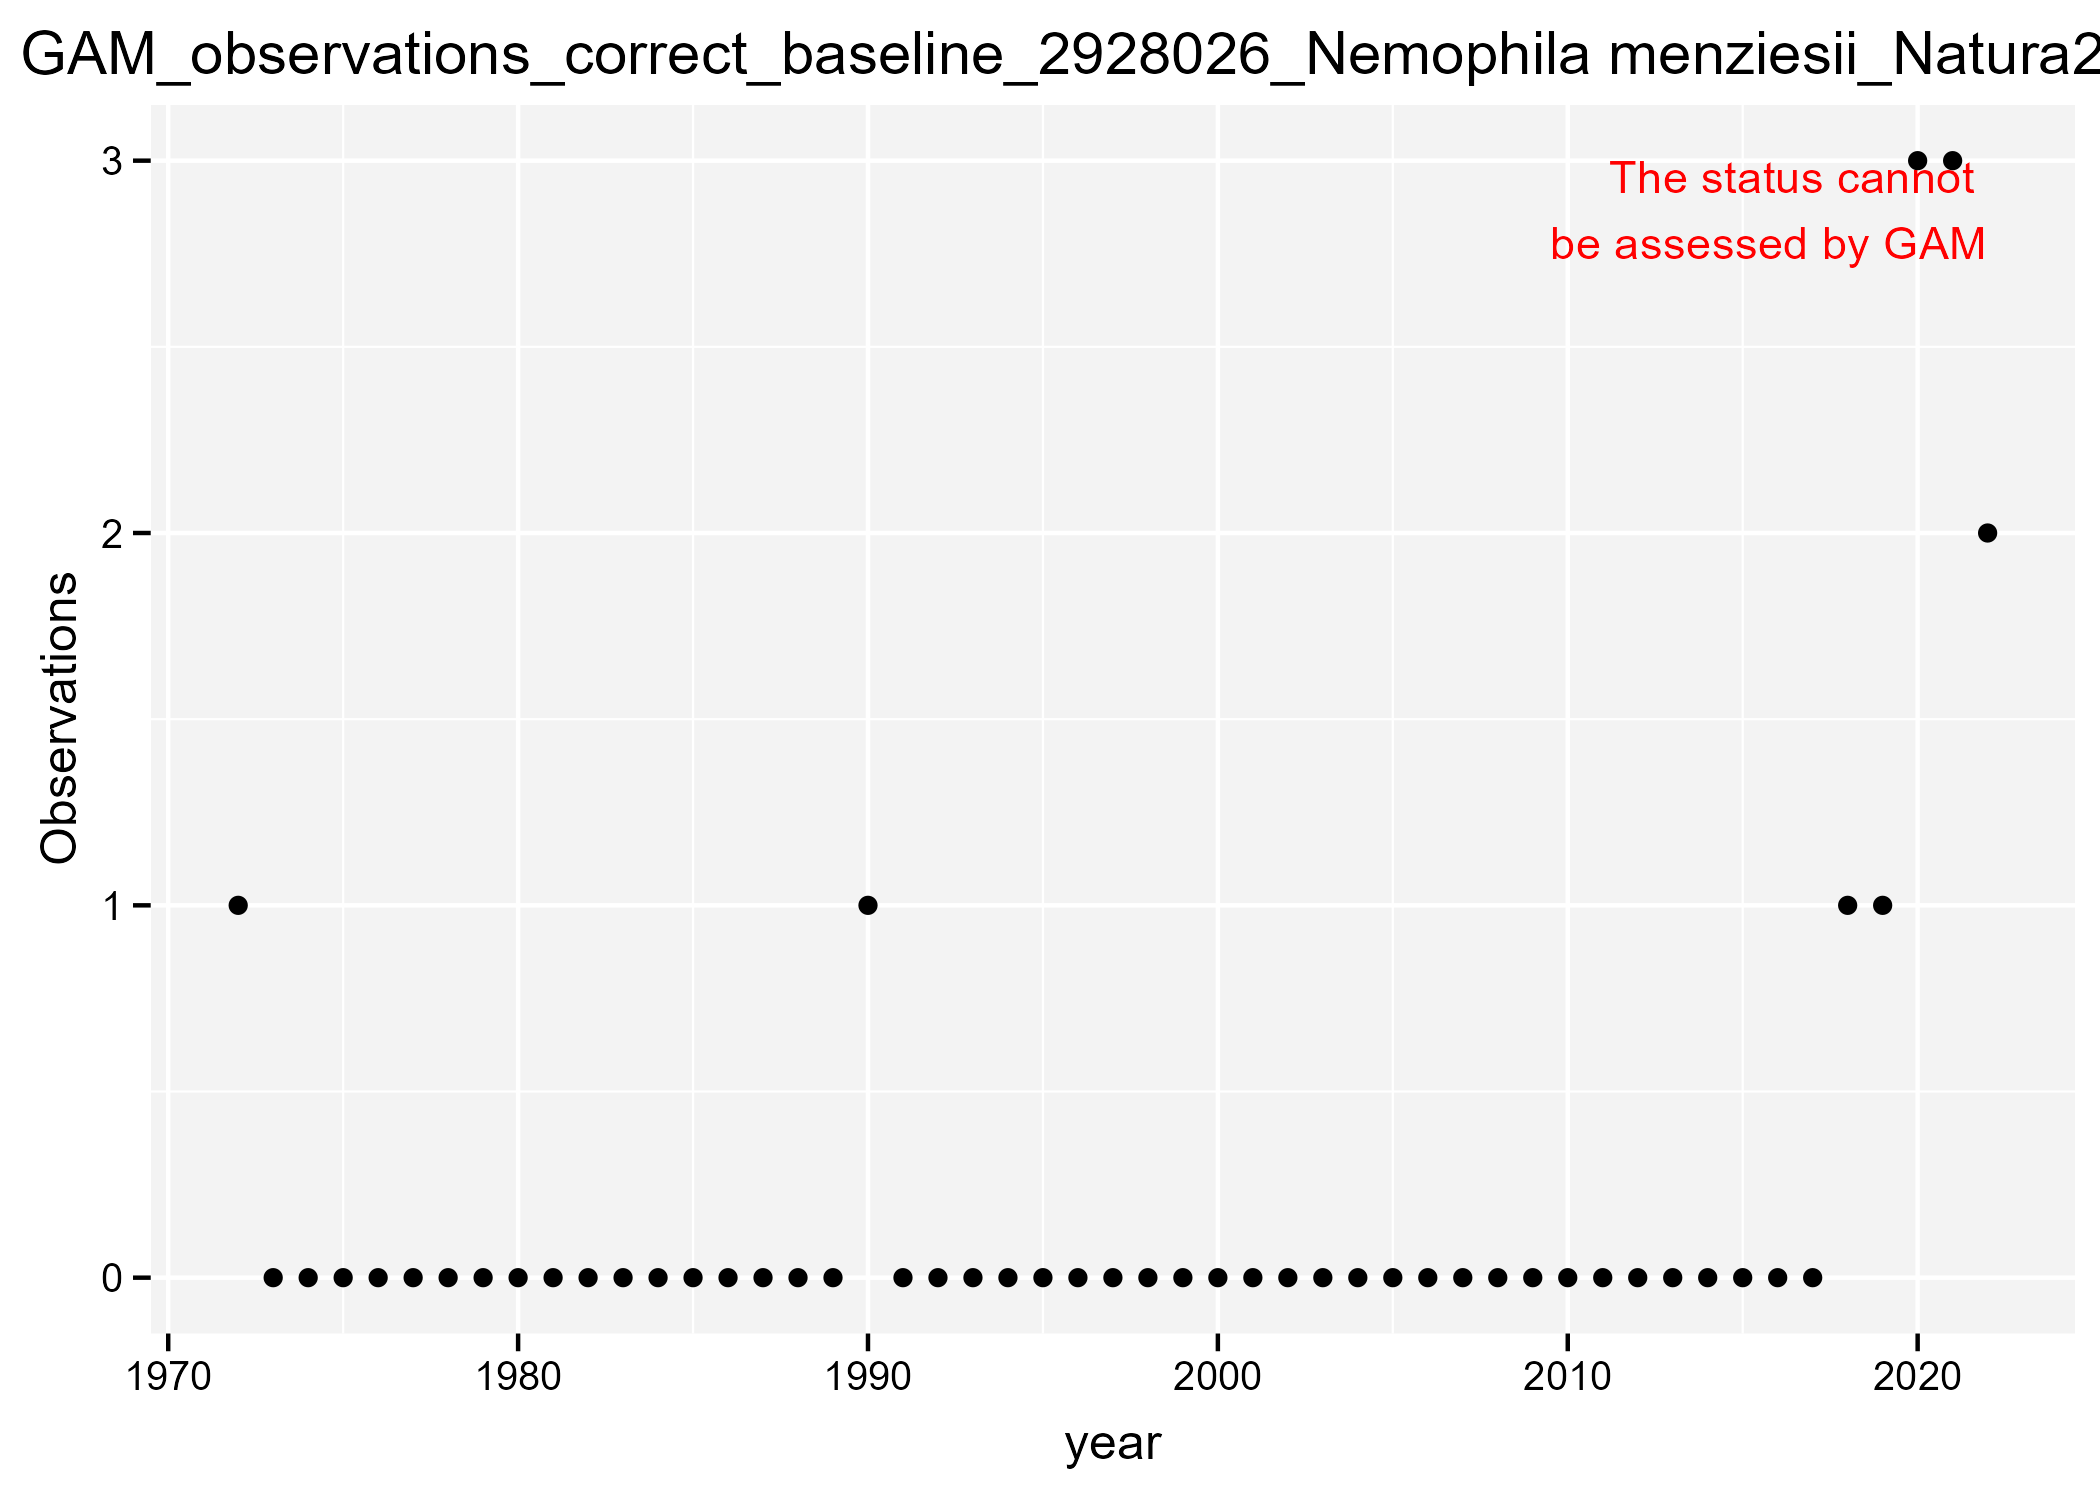 GAM_observations_correct_baseline_2928026_Nemophila menziesii_Natura2
3
The status cannot
be assessed by GAM
2
Observations
1
0
1970 1980 1990 2000 2010 2020
year